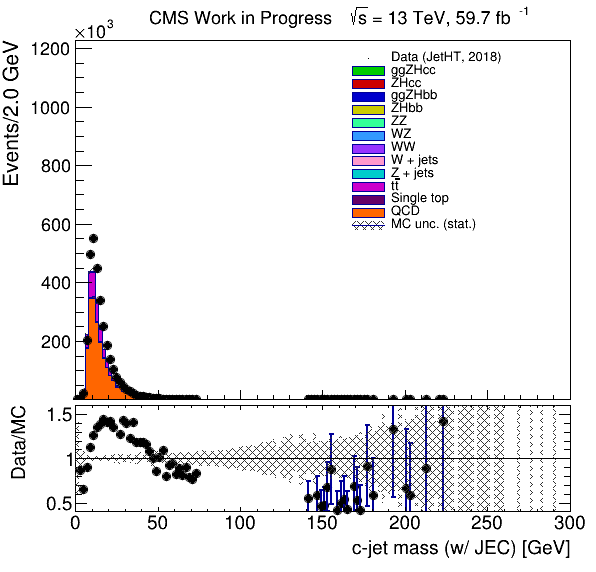 CMS Work in Progress √s = 13 TeV, 59.7 fb⁻¹
×10³
Events/2.0 GeV
1200
1000
800
600
400
200
Data (JetHT, 2018)
ggZHcc
ZHcc
ggZHbb
ZHbb
ZZ
WZ
WW
W + jets
Z + jets
tt̄
Single top
QCD
MC unc. (stat.)
Data/MC
1.5
1
0.5
0 50 100 150 200 250 300
c-jet mass (w/ JEC) [GeV]